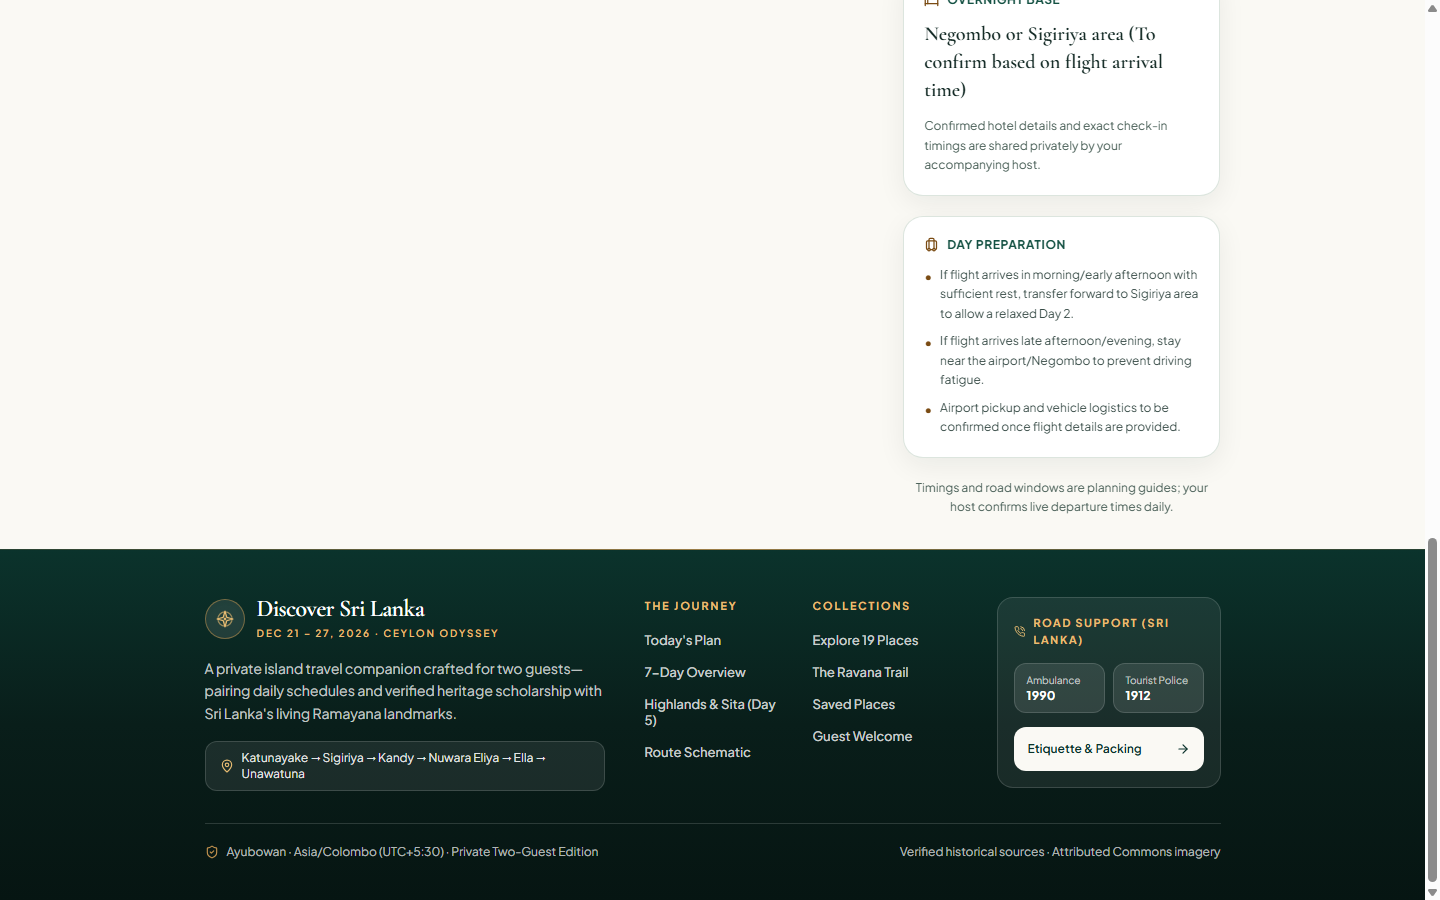 OVERNIGHT BASE
Negombo or Sigiriya area (To
confirm based on flight arrival
time)
Confirmed hotel details and exact check-in
timings are shared privately by your
accompanying host.
DAY PREPARATION
If flight arrives in morning/early afternoon with
sufficient rest, transfer forward to Sigiriya area
to allow a relaxed Day 2.
If flight arrives late afternoon/evening, stay
near the airport/Negombo to prevent driving
fatigue.
Airport pickup and vehicle logistics to be
confirmed once flight details are provided.
Timings and road windows are planning guides; your
host confirms live departure times daily.
Discover Sri Lanka
DEC 21 – 27, 2026 · CEYLON ODYSSEY
A private island travel companion crafted for two guests—
pairing daily schedules and verified heritage scholarship with
Sri Lanka's living Ramayana landmarks.
Katunayake → Sigiriya → Kandy → Nuwara Eliya → Ella →
Unawatuna
THE JOURNEY
Today's Plan
7-Day Overview
Highlands & Sita (Day
5)
Route Schematic
COLLECTIONS
Explore 19 Places
The Ravana Trail
Saved Places
Guest Welcome
ROAD SUPPORT (SRI
LANKA)
Ambulance
1990
Tourist Police
1912
Etiquette & Packing →
Ayubowan · Asia/Colombo (UTC+5:30) · Private Two-Guest Edition
Verified historical sources · Attributed Commons imagery